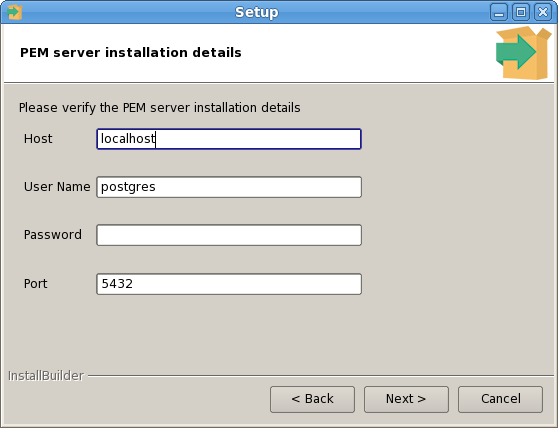 Setup
PEM server installation details
Please verify the PEM server installation details
Host localhost
User Name postgres
Password
Port 5432
InstallBuilder
< Back Next > Cancel